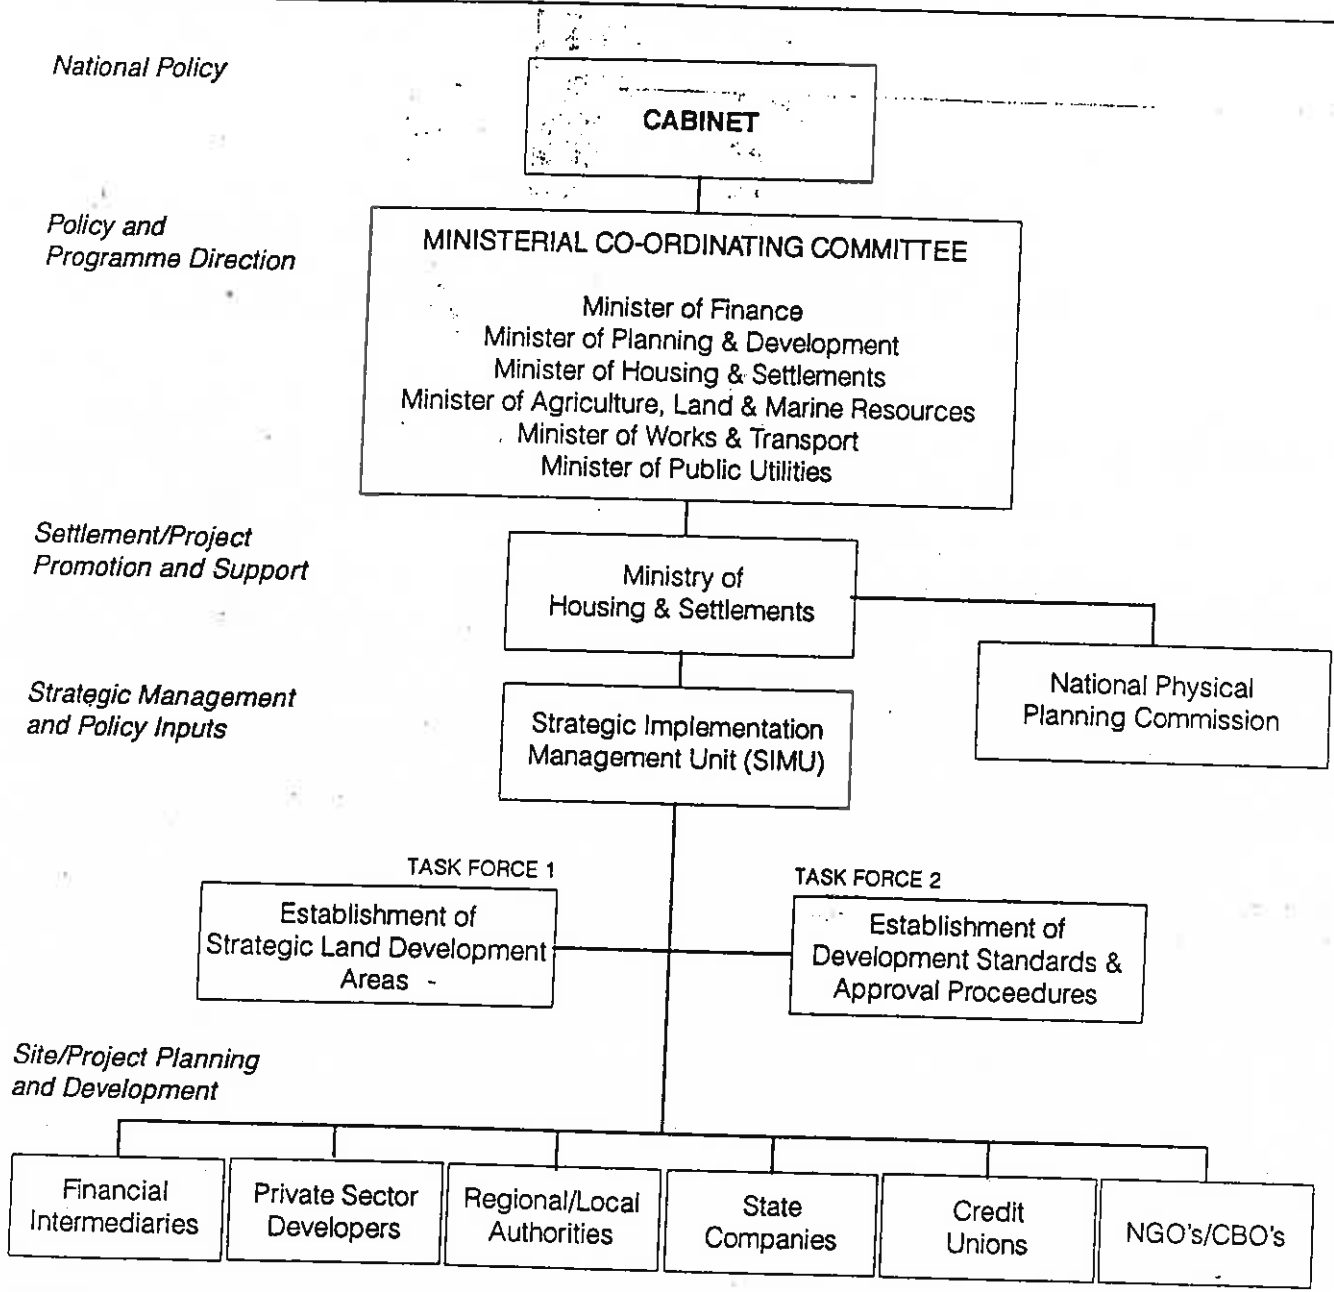 National Policy
CABINET
Policy and
Programme Direction
MINISTERIAL CO-ORDINATING COMMITTEE
Minister of Finance
Minister of Planning & Development
Minister of Housing & Settlements
Minister of Agriculture, Land & Marine Resources
Minister of Works & Transport
Minister of Public Utilities
Settlement/Project
Promotion and Support
Ministry of
Housing & Settlements
National Physical
Planning Commission
Strategic Management
and Policy Inputs
Strategic Implementation
Management Unit (SIMU)
TASK FORCE 1
Establishment of
Strategic Land Development
Areas -
TASK FORCE 2
Establishment of
Development Standards &
Approval Proceedures
Site/Project Planning
and Development
Financial
Intermediaries
Private Sector
Developers
Regional/Local
Authorities
State
Companies
Credit
Unions
NGO's/CBO's